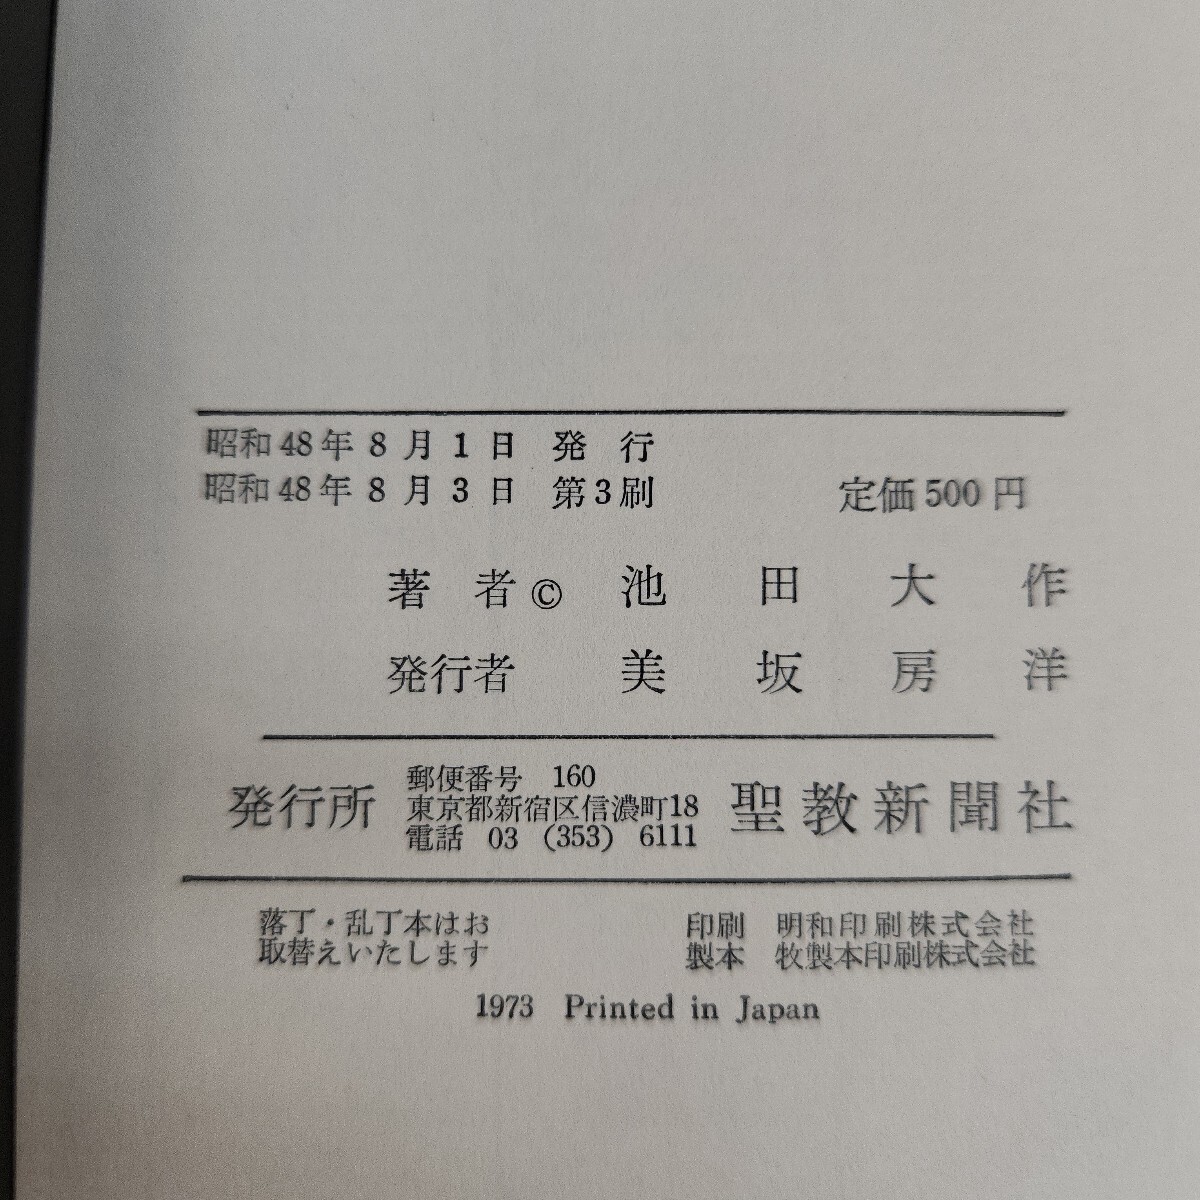 昭和48年8月1日 発行
昭和48年8月3日 第3刷 定価500円
著者© 池田大作
発行者 美坂房洋
発行所 郵便番号 160
東京都新宿区信濃町18 聖教新聞社
電話 03 (353) 6111
落丁・乱丁本はお
取替えいたします
印刷 明和印刷株式会社
製本 牧製本印刷株式会社
1973 Printed in Japan